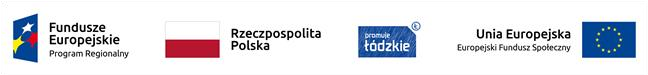 Fundusze
Europejskie
Program Regionalny
Rzeczpospolita
Polska
promuje
łódzkie
Unia Europejska
Europejski Fundusz Społeczny